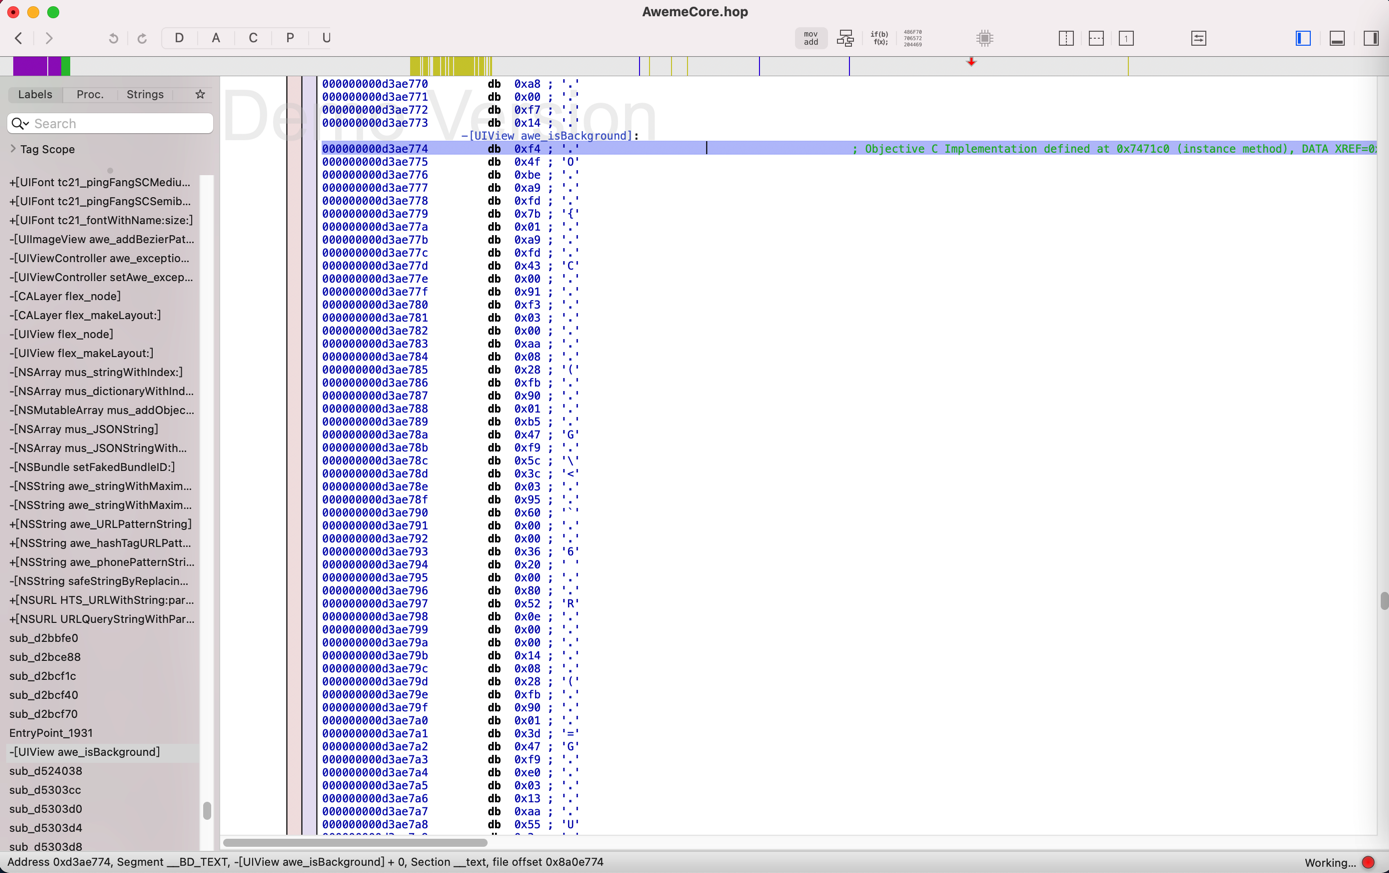 AwemeCore.hop
D A C P U
mov
add
if(b)
f(x);
486F70
706572
204469
1
Labels Proc. Strings
Search
Tag Scope
+[UIFont tc21_pingFangSCMediu...
+[UIFont tc21_pingFangSCSemib...
+[UIFont tc21_fontWithName:size:]
-[UIImageView awe_addBezierPat...
-[UIViewController awe_exceptio...
-[UIViewController setAwe_excep...
-[CALayer flex_node]
-[CALayer flex_makeLayout:]
-[UIView flex_node]
-[UIView flex_makeLayout:]
-[NSArray mus_stringWithIndex:]
-[NSArray mus_dictionaryWithInd...
-[NSMutableArray mus_addObjec...
-[NSArray mus_JSONString]
-[NSArray mus_JSONStringWith...
-[NSBundle setFakedBundleID:]
-[NSString awe_stringWithMaxim...
-[NSString awe_stringWithMaxim...
+[NSString awe_URLPatternString]
+[NSString awe_hashTagURLPatt...
+[NSString awe_phonePatternStri...
-[NSString safeStringByReplacin...
+[NSURL HTS_URLWithString:par...
+[NSURL URLQueryStringWithPar...
sub_d2bbfe0
sub_d2bce88
sub_d2bcf1c
sub_d2bcf40
sub_d2bcf70
EntryPoint_1931
-[UIView awe_isBackground]
sub_d524038
sub_d5303cc
sub_d5303d0
sub_d5303d4
sub_d5303d8
Demo Version
000000000d3ae770 db 0xa8 ; '.'
000000000d3ae771 db 0x00 ; '.'
000000000d3ae772 db 0xf7 ; '.'
000000000d3ae773 db 0x14 ; '.'
-[UIView awe_isBackground]:
000000000d3ae774 db 0xf4 ; '.' ; Objective C Implementation defined at 0x7471c0 (instance method), DATA XREF=0
000000000d3ae775 db 0x4f ; 'O'
000000000d3ae776 db 0xbe ; '.'
000000000d3ae777 db 0xa9 ; '.'
000000000d3ae778 db 0xfd ; '.'
000000000d3ae779 db 0x7b ; '{'
000000000d3ae77a db 0x01 ; '.'
000000000d3ae77b db 0xa9 ; '.'
000000000d3ae77c db 0xfd ; '.'
000000000d3ae77d db 0x43 ; 'C'
000000000d3ae77e db 0x00 ; '.'
000000000d3ae77f db 0x91 ; '.'
000000000d3ae780 db 0xf3 ; '.'
000000000d3ae781 db 0x03 ; '.'
000000000d3ae782 db 0x00 ; '.'
000000000d3ae783 db 0xaa ; '.'
000000000d3ae784 db 0x08 ; '.'
000000000d3ae785 db 0x28 ; '('
000000000d3ae786 db 0xfb ; '.'
000000000d3ae787 db 0x90 ; '.'
000000000d3ae788 db 0x01 ; '.'
000000000d3ae789 db 0xb5 ; '.'
000000000d3ae78a db 0x47 ; 'G'
000000000d3ae78b db 0xf9 ; '.'
000000000d3ae78c db 0x5c ; '\'
000000000d3ae78d db 0x3c ; '<'
000000000d3ae78e db 0x03 ; '.'
000000000d3ae78f db 0x95 ; '.'
000000000d3ae790 db 0x60 ; '`'
000000000d3ae791 db 0x00 ; '.'
000000000d3ae792 db 0x00 ; '.'
000000000d3ae793 db 0x36 ; '6'
000000000d3ae794 db 0x20 ; ' '
000000000d3ae795 db 0x00 ; '.'
000000000d3ae796 db 0x80 ; '.'
000000000d3ae797 db 0x52 ; 'R'
000000000d3ae798 db 0x0e ; '.'
000000000d3ae799 db 0x00 ; '.'
000000000d3ae79a db 0x00 ; '.'
000000000d3ae79b db 0x14 ; '.'
000000000d3ae79c db 0x08 ; '.'
000000000d3ae79d db 0x28 ; '('
000000000d3ae79e db 0xfb ; '.'
000000000d3ae79f db 0x90 ; '.'
000000000d3ae7a0 db 0x01 ; '.'
000000000d3ae7a1 db 0x3d ; '='
000000000d3ae7a2 db 0x47 ; 'G'
000000000d3ae7a3 db 0xf9 ; '.'
000000000d3ae7a4 db 0xe0 ; '.'
000000000d3ae7a5 db 0x03 ; '.'
000000000d3ae7a6 db 0x13 ; '.'
000000000d3ae7a7 db 0xaa ; '.'
000000000d3ae7a8 db 0x55 ; 'U'
Address 0xd3ae774, Segment __BD_TEXT, -[UIView awe_isBackground] + 0, Section __text, file offset 0x8a0e774
Working...